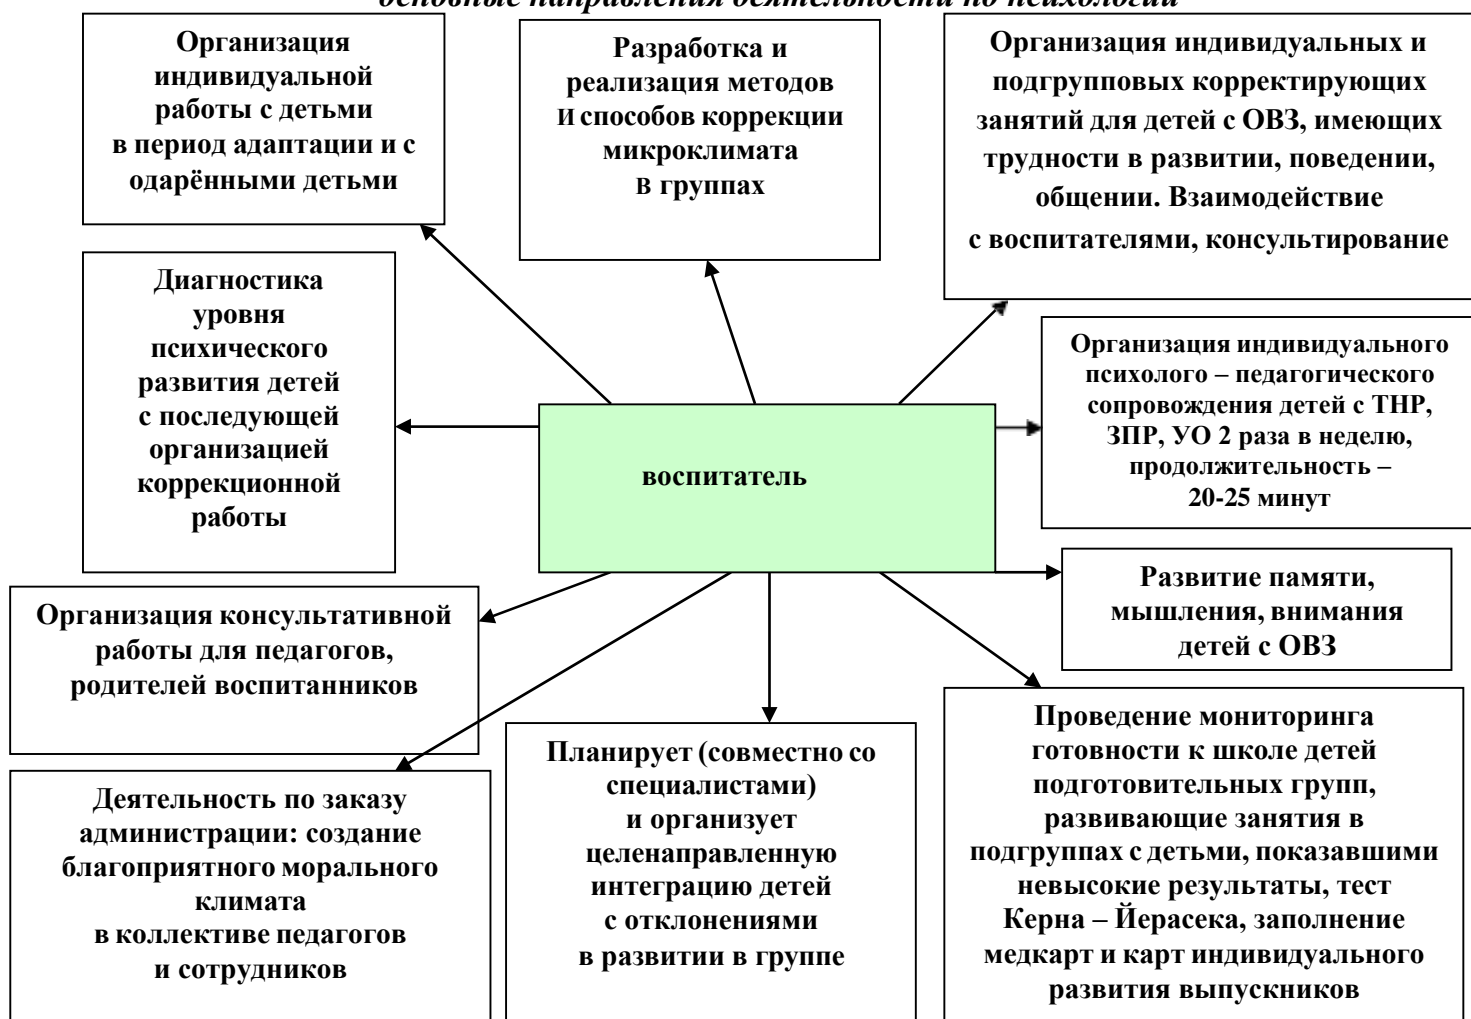 основные направления деятельности по психологии
Организация
индивидуальной
работы с детьми
в период адаптации и с
одарёнными детьми
Разработка и
реализация методов
И способов коррекции
микроклимата
В группах
Организация индивидуальных и
подгрупповых корректирующих
занятий для детей с ОВЗ, имеющих
трудности в развитии, поведении,
общении. Взаимодействие
с воспитателями, консультирование
Диагностика
уровня
психического
развития детей
с последующей
организацией
коррекционной
работы
Организация индивидуального
психолого – педагогического
сопровождения детей с ТНР,
ЗПР, УО 2 раза в неделю,
продолжительность –
20-25 минут
воспитатель
Развитие памяти,
мышления, внимания
детей с ОВЗ
Организация консультативной
работы для педагогов,
родителей воспитанников
Деятельность по заказу
администрации: создание
благоприятного морального
климата
в коллективе педагогов
и сотрудников
Планирует (совместно со
специалистами)
и организует
целенаправленную
интеграцию детей
с отклонениями
в развитии в группе
Проведение мониторинга
готовности к школе детей
подготовительных групп,
развивающие занятия в
подгруппах с детьми, показавшими
невысокие результаты, тест
Керна – Йерасека, заполнение
медкарт и карт индивидуального
развития выпускников